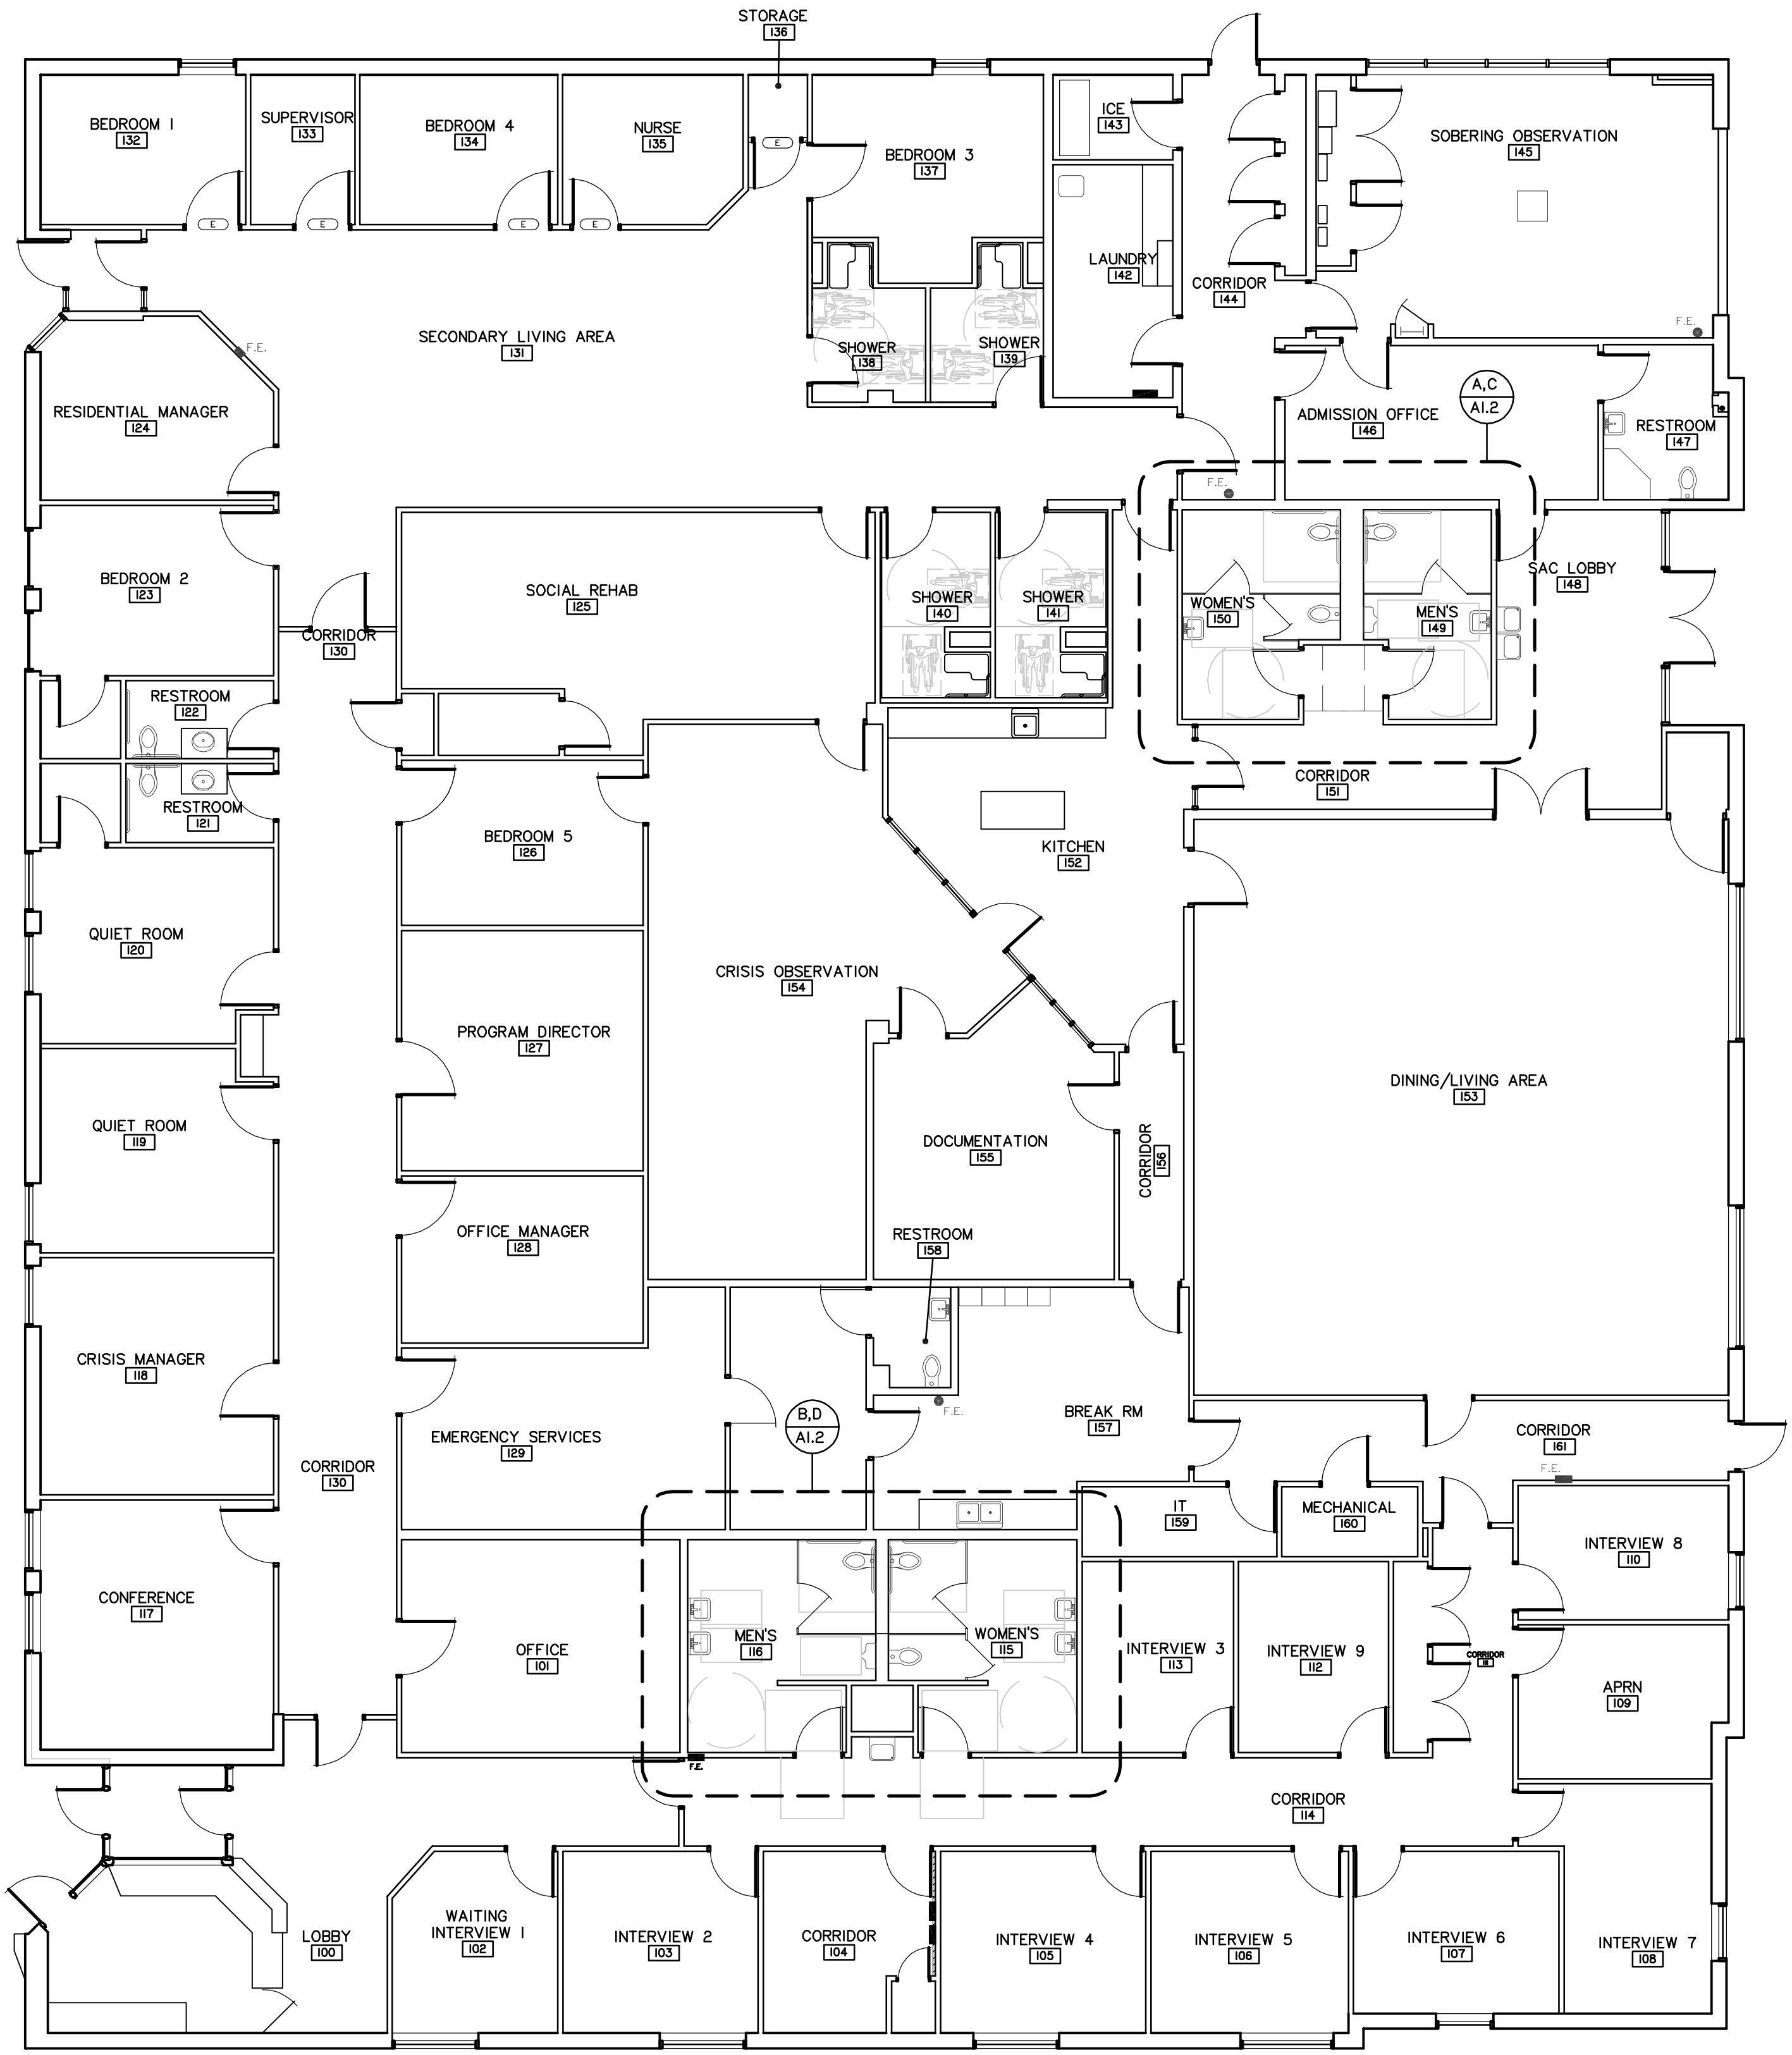 STORAGE
136
BEDROOM 1
132
SUPERVISOR
133
BEDROOM 4
134
NURSE
135
E
BEDROOM 3
137
ICE
143
SOBERING OBSERVATION
145
E
E
E
E
LAUNDRY
142
CORRIDOR
144
SECONDARY LIVING AREA
131
F.E.
SHOWER
138
SHOWER
139
F.E.
RESIDENTIAL MANAGER
124
A,C
A1.2
ADMISSION OFFICE
146
RESTROOM
147
F.E.
BEDROOM 2
123
SOCIAL REHAB
125
SHOWER
140
SHOWER
141
WOMEN'S
150
MEN'S
149
SAC LOBBY
148
CORRIDOR
130
RESTROOM
122
RESTROOM
121
CORRIDOR
151
BEDROOM 5
126
KITCHEN
152
QUIET ROOM
120
CRISIS OBSERVATION
154
PROGRAM DIRECTOR
127
DINING/LIVING AREA
153
QUIET ROOM
119
DOCUMENTATION
155
CORRIDOR
156
OFFICE MANAGER
128
RESTROOM
158
CRISIS MANAGER
118
EMERGENCY SERVICES
129
B,D
A1.2
F.E.
BREAK RM
157
CORRIDOR
161
F.E.
CORRIDOR
130
IT
159
MECHANICAL
160
INTERVIEW 8
110
CONFERENCE
117
OFFICE
101
MEN'S
116
WOMEN'S
115
INTERVIEW 3
113
INTERVIEW 9
112
CORRIDOR
111
APRN
109
F.E.
CORRIDOR
114
LOBBY
100
WAITING
INTERVIEW 1
102
INTERVIEW 2
103
CORRIDOR
104
INTERVIEW 4
105
INTERVIEW 5
106
INTERVIEW 6
107
INTERVIEW 7
108